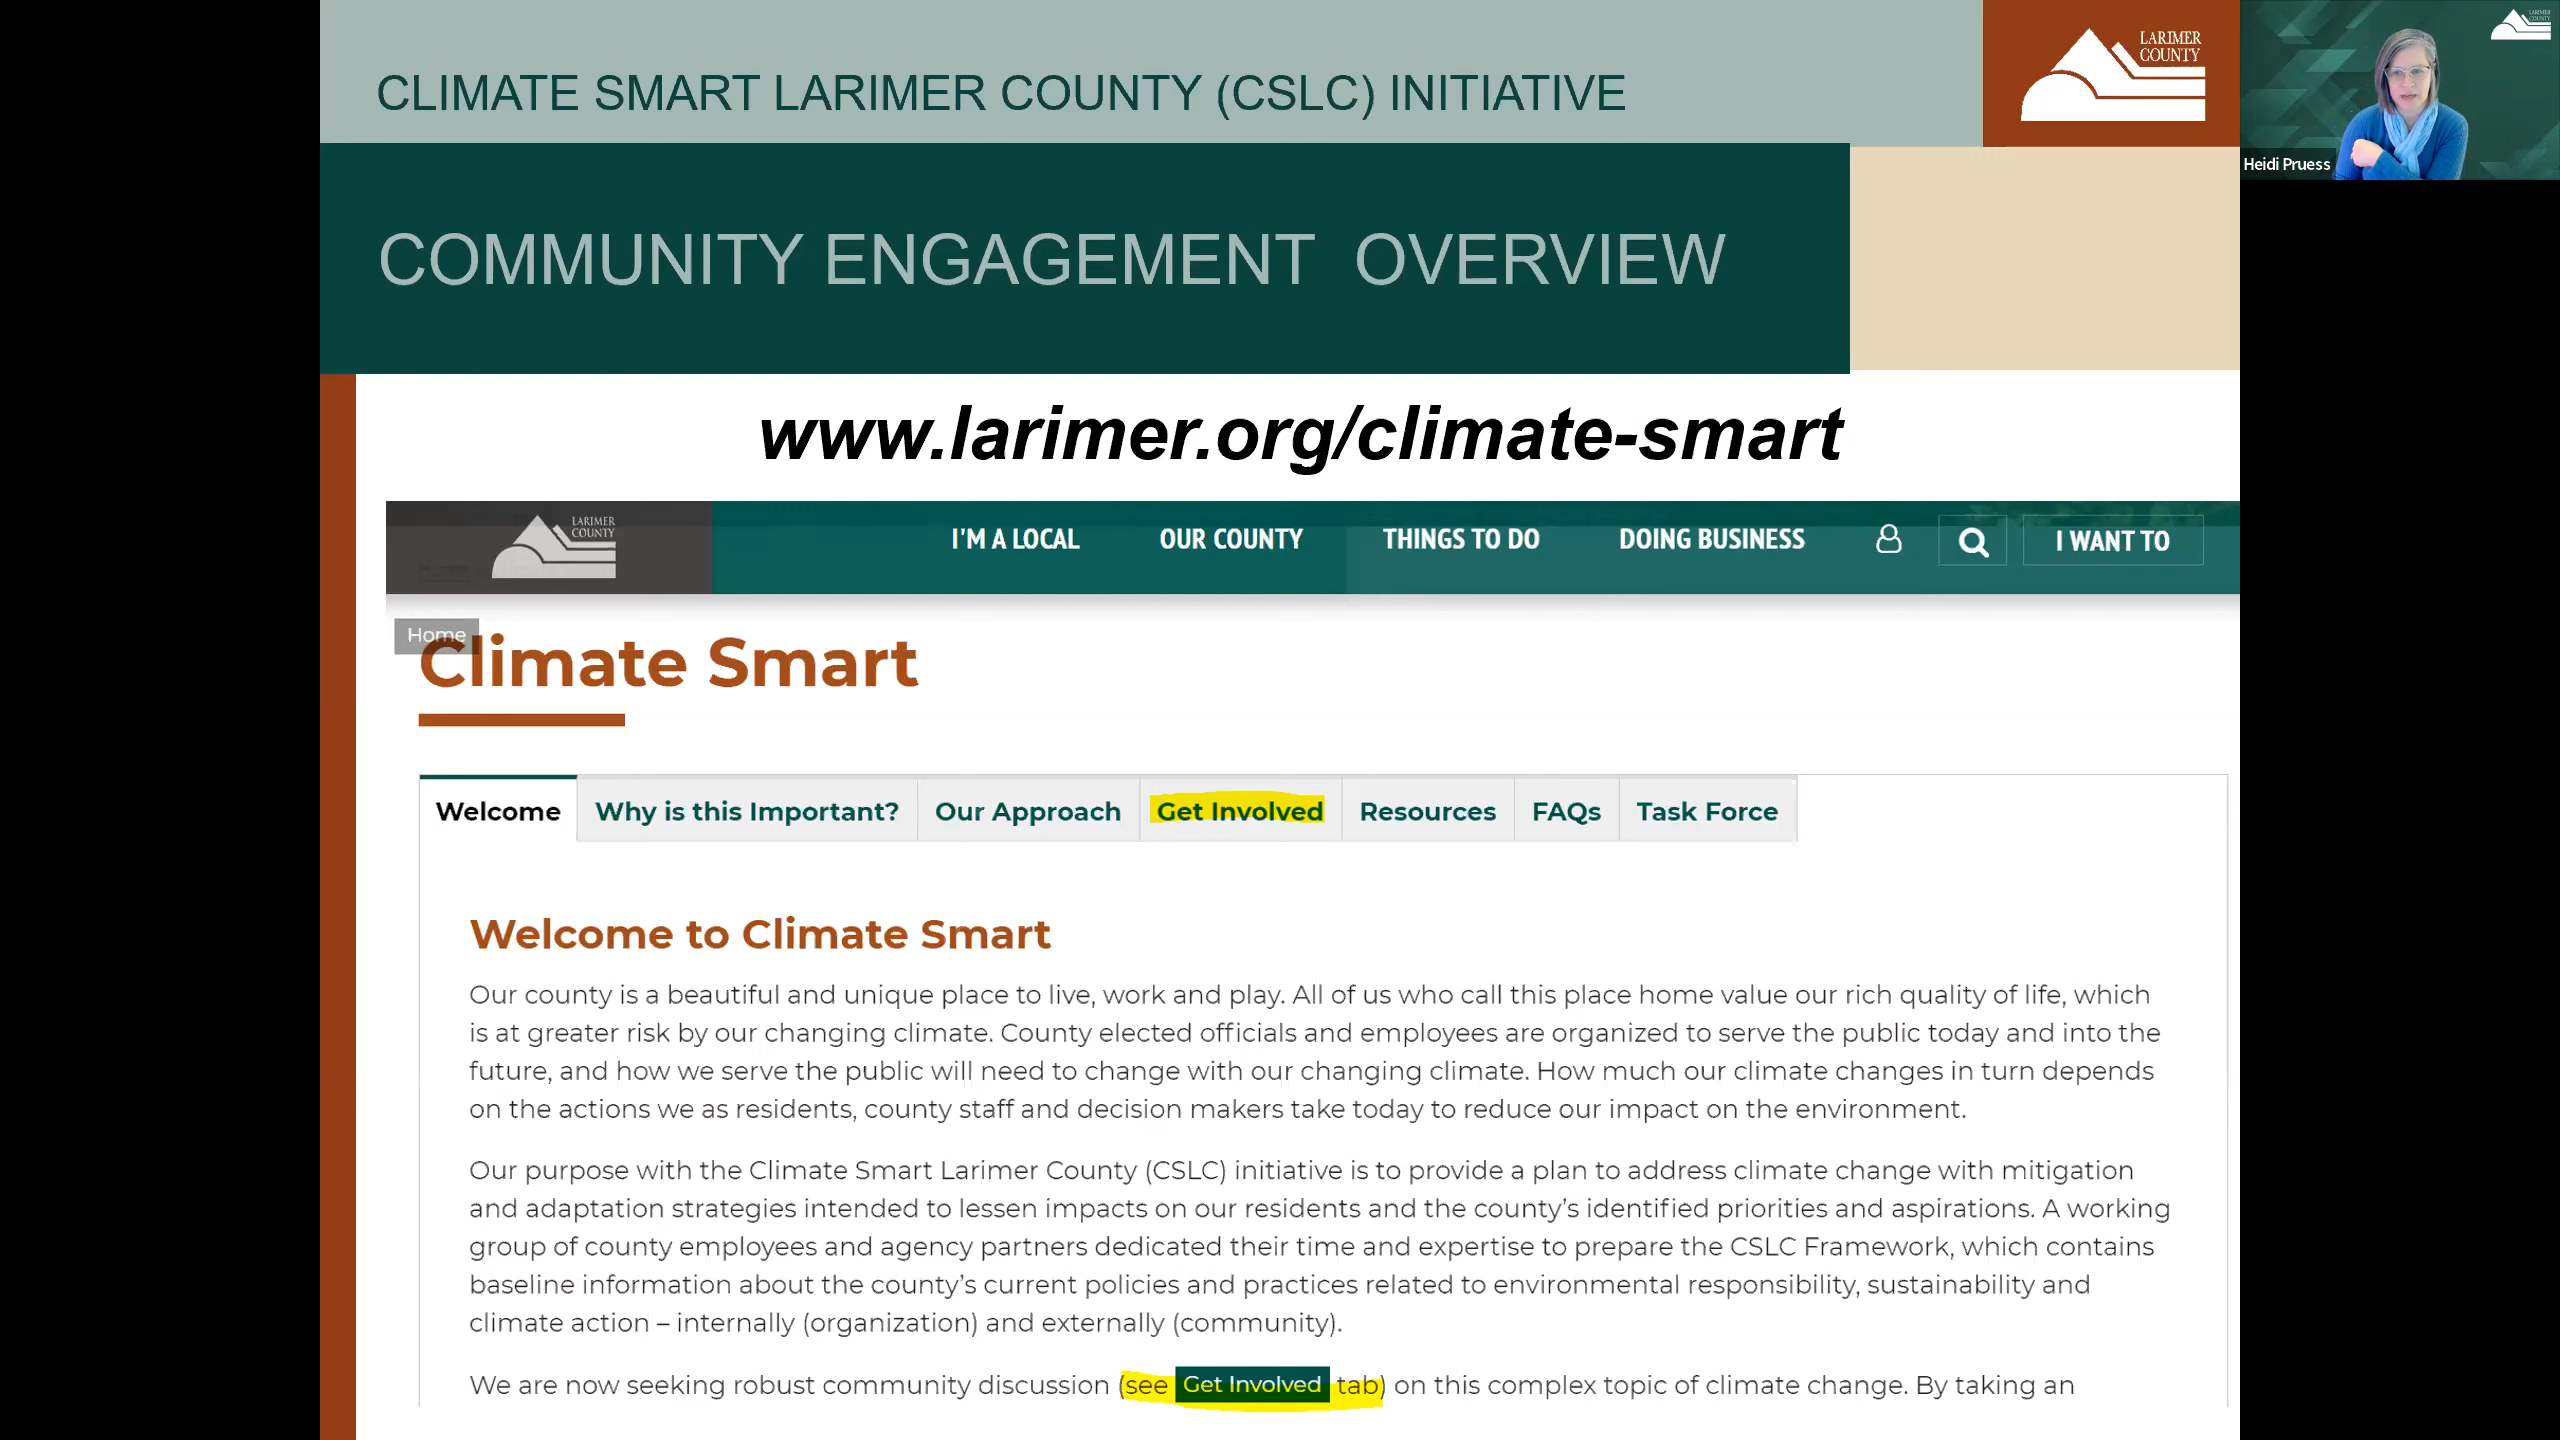 CLIMATE SMART LARIMER COUNTY (CSLC) INITIATIVE
LARIMER
COUNTY
LARIMER
COUNTY
Heidi Pruess
COMMUNITY ENGAGEMENT OVERVIEW
www.larimer.org/climate-smart
LARIMER
COUNTY
I'M A LOCAL
OUR COUNTY
THINGS TO DO
DOING BUSINESS
I WANT TO
Home
Climate Smart
Welcome
Why is this Important?
Our Approach
Get Involved
Resources
FAQs
Task Force
Welcome to Climate Smart
Our county is a beautiful and unique place to live, work and play. All of us who call this place home value our rich quality of life, which
is at greater risk by our changing climate. County elected officials and employees are organized to serve the public today and into the
future, and how we serve the public will need to change with our changing climate. How much our climate changes in turn depends
on the actions we as residents, county staff and decision makers take today to reduce our impact on the environment.
Our purpose with the Climate Smart Larimer County (CSLC) initiative is to provide a plan to address climate change with mitigation
and adaptation strategies intended to lessen impacts on our residents and the county’s identified priorities and aspirations. A working
group of county employees and agency partners dedicated their time and expertise to prepare the CSLC Framework, which contains
baseline information about the county’s current policies and practices related to environmental responsibility, sustainability and
climate action – internally (organization) and externally (community).
We are now seeking robust community discussion (see Get Involved tab) on this complex topic of climate change. By taking an